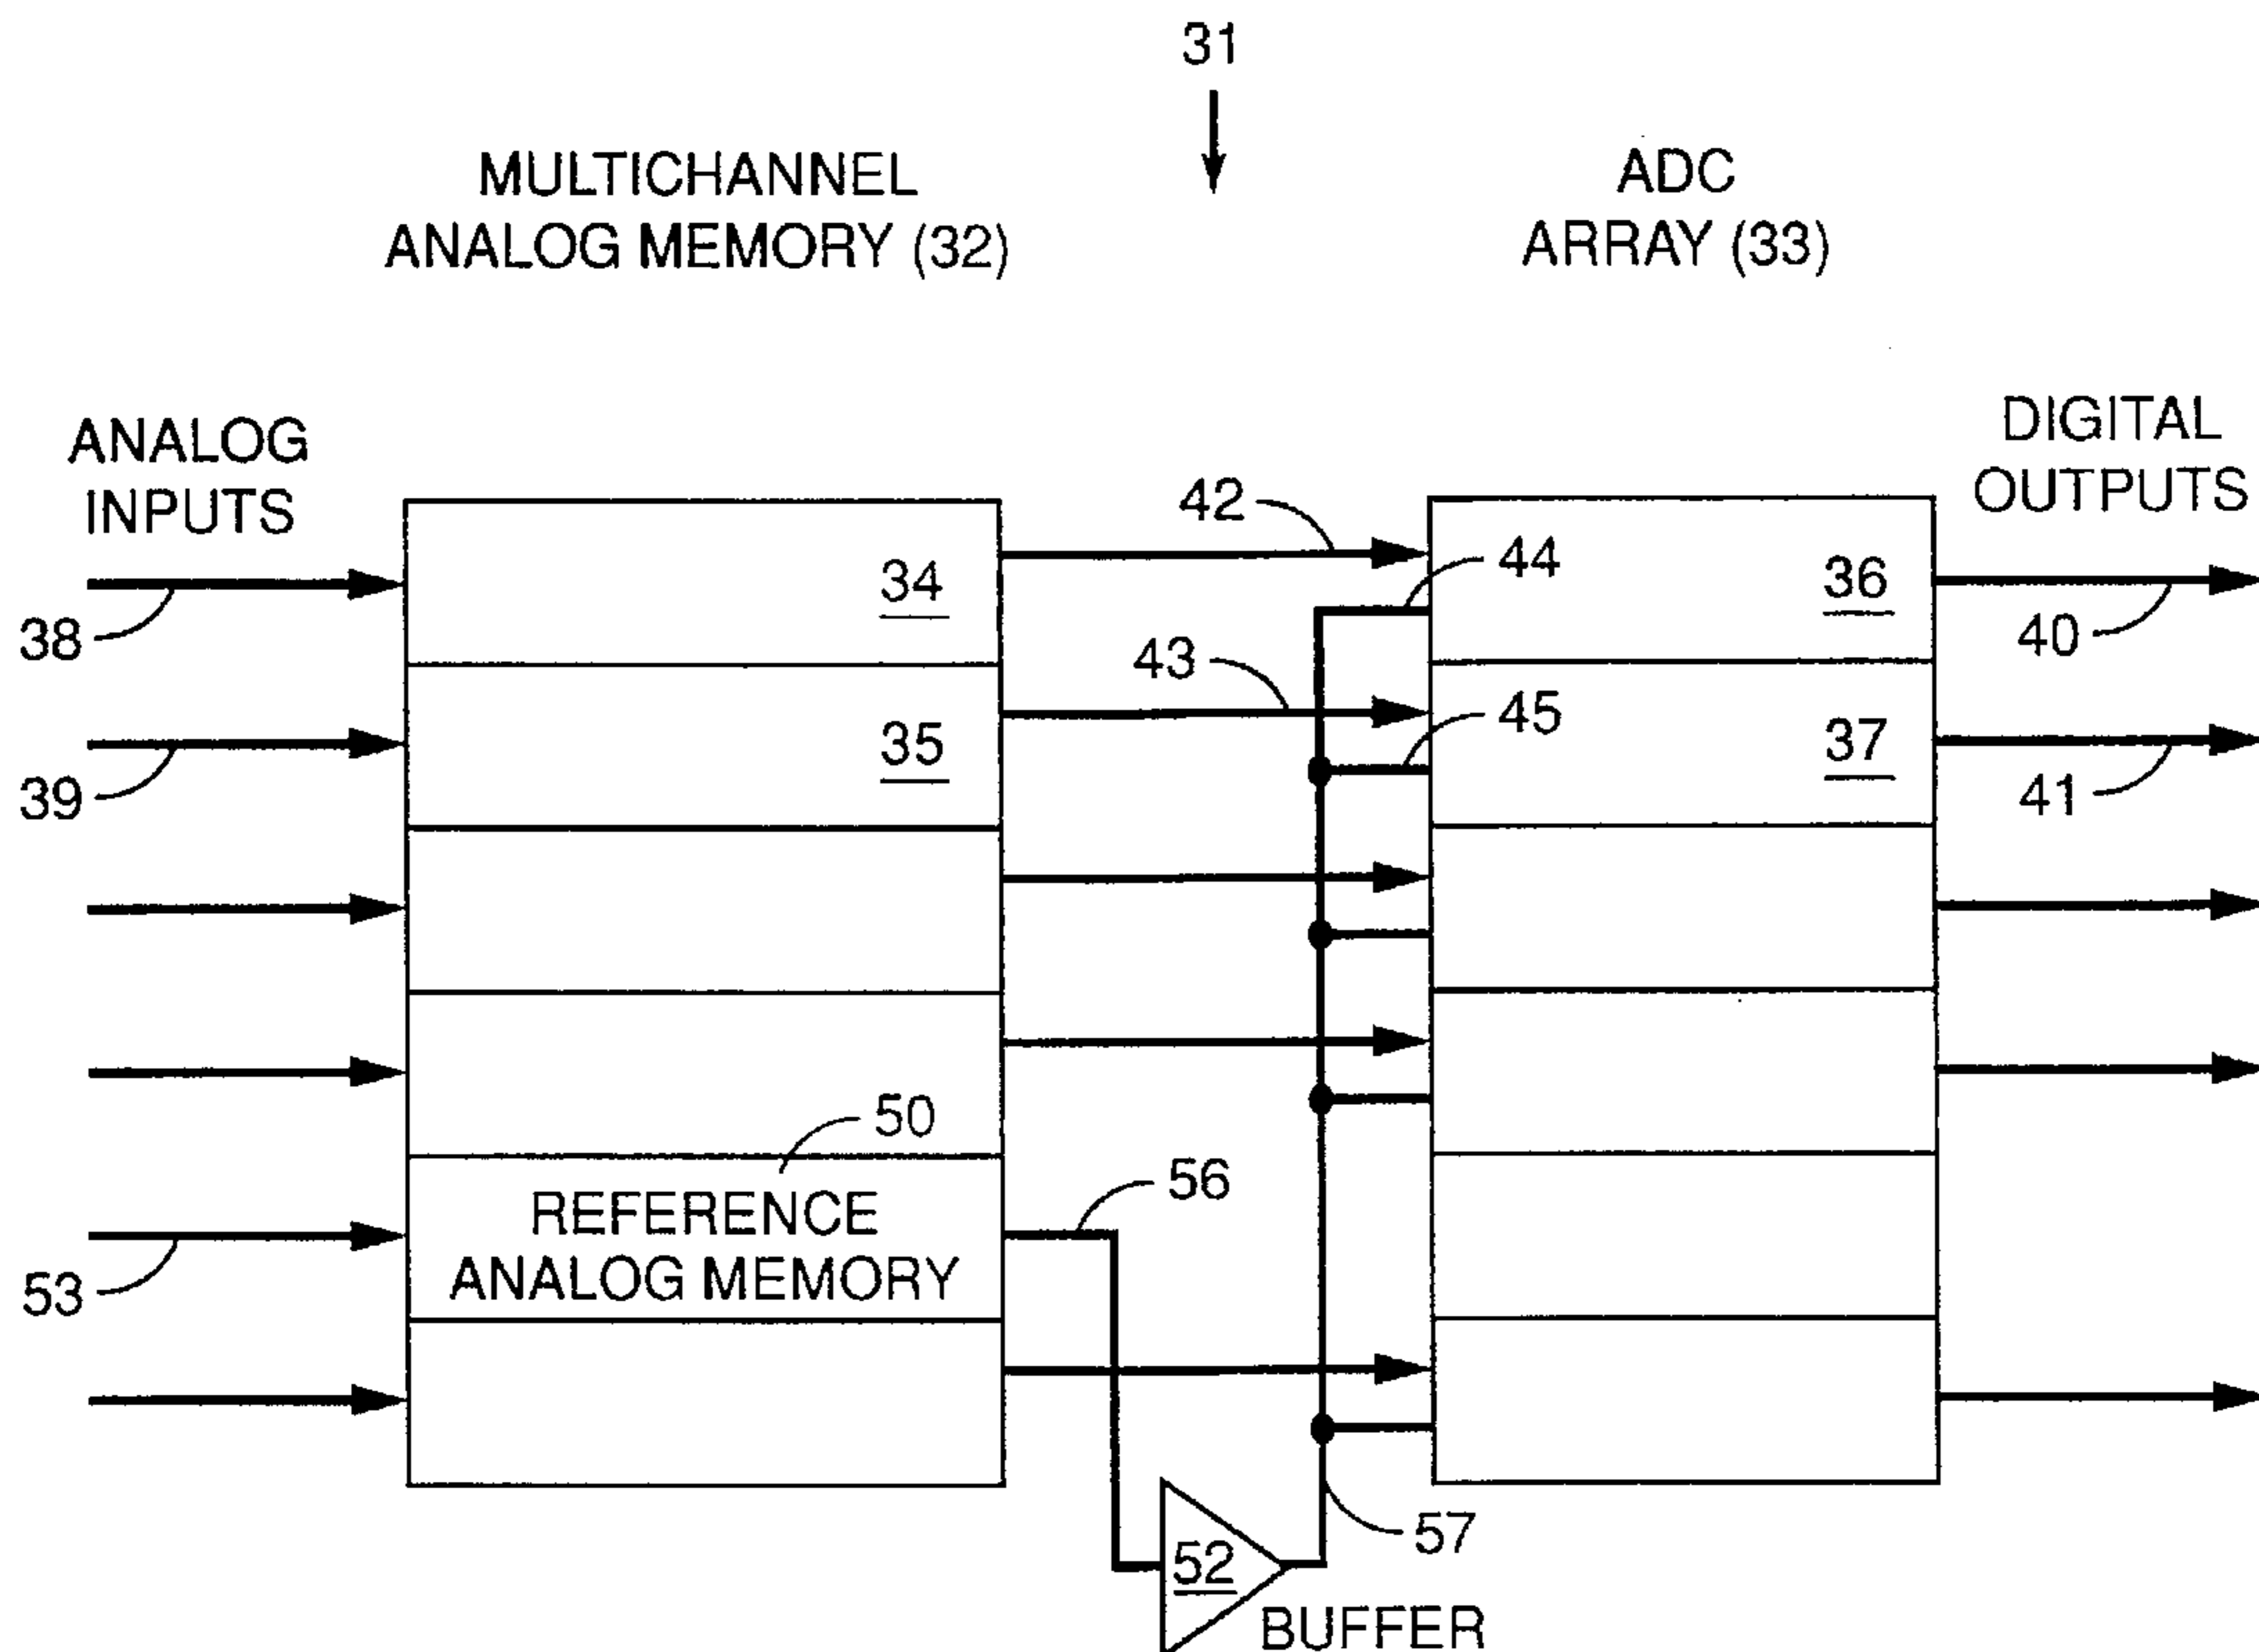 31
MULTICHANNEL
ANALOG MEMORY (32)
ADC
ARRAY (33)
ANALOG
INPUTS
DIGITAL
OUTPUTS
42
44
34
36
38
40
43
45
35
37
39
41
50
56
REFERENCE
ANALOG MEMORY
53
57
52
BUFFER